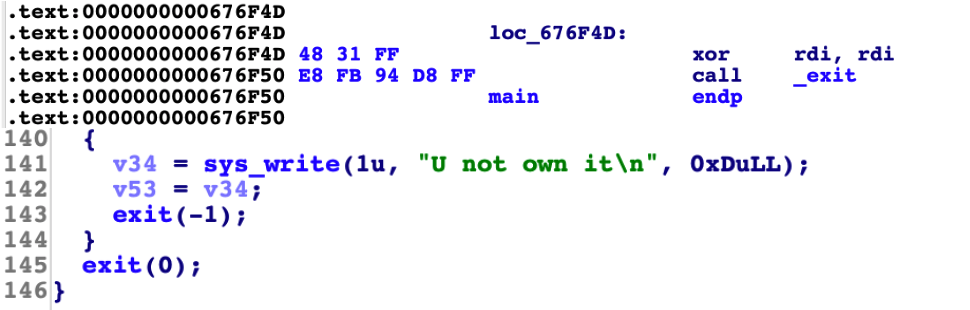 .text:0000000000676F4D
.text:0000000000676F4D loc_676F4D:
.text:0000000000676F4D 48 31 FF xor rdi, rdi
.text:0000000000676F50 E8 FB 94 D8 FF call _exit
.text:0000000000676F50 main endp
.text:0000000000676F50
140 {
141 v34 = sys_write(1u, "U not own it\n", 0xDuLL);
142 v53 = v34;
143 exit(-1);
144 }
145 exit(0);
146 }